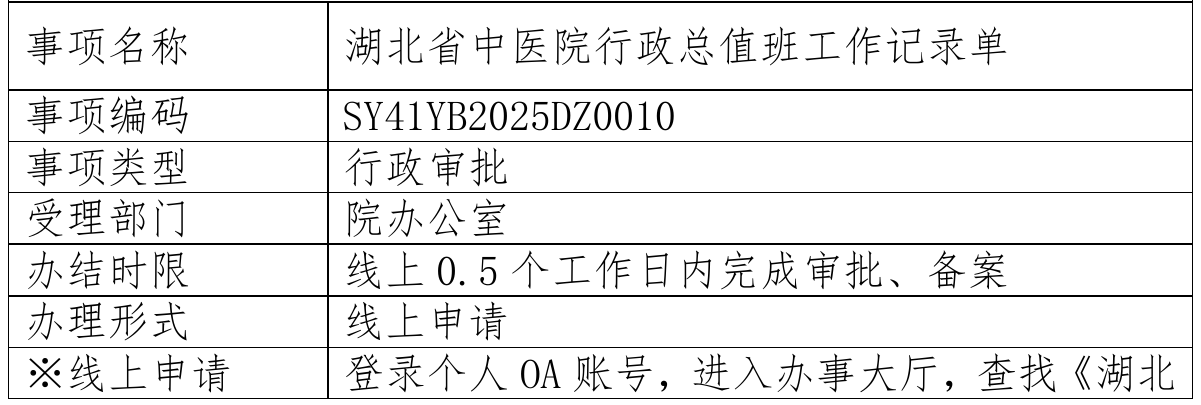 事项名称 湖北省中医院行政总值班工作记录单
事项编码 SY41YB2025DZ0010
事项类型 行政审批
受理部门 院办公室
办结时限 线上 0.5 个工作日内完成审批、备案
办理形式 线上申请
※线上申请 登录个人 OA 账号，进入办事大厅，查找《湖北